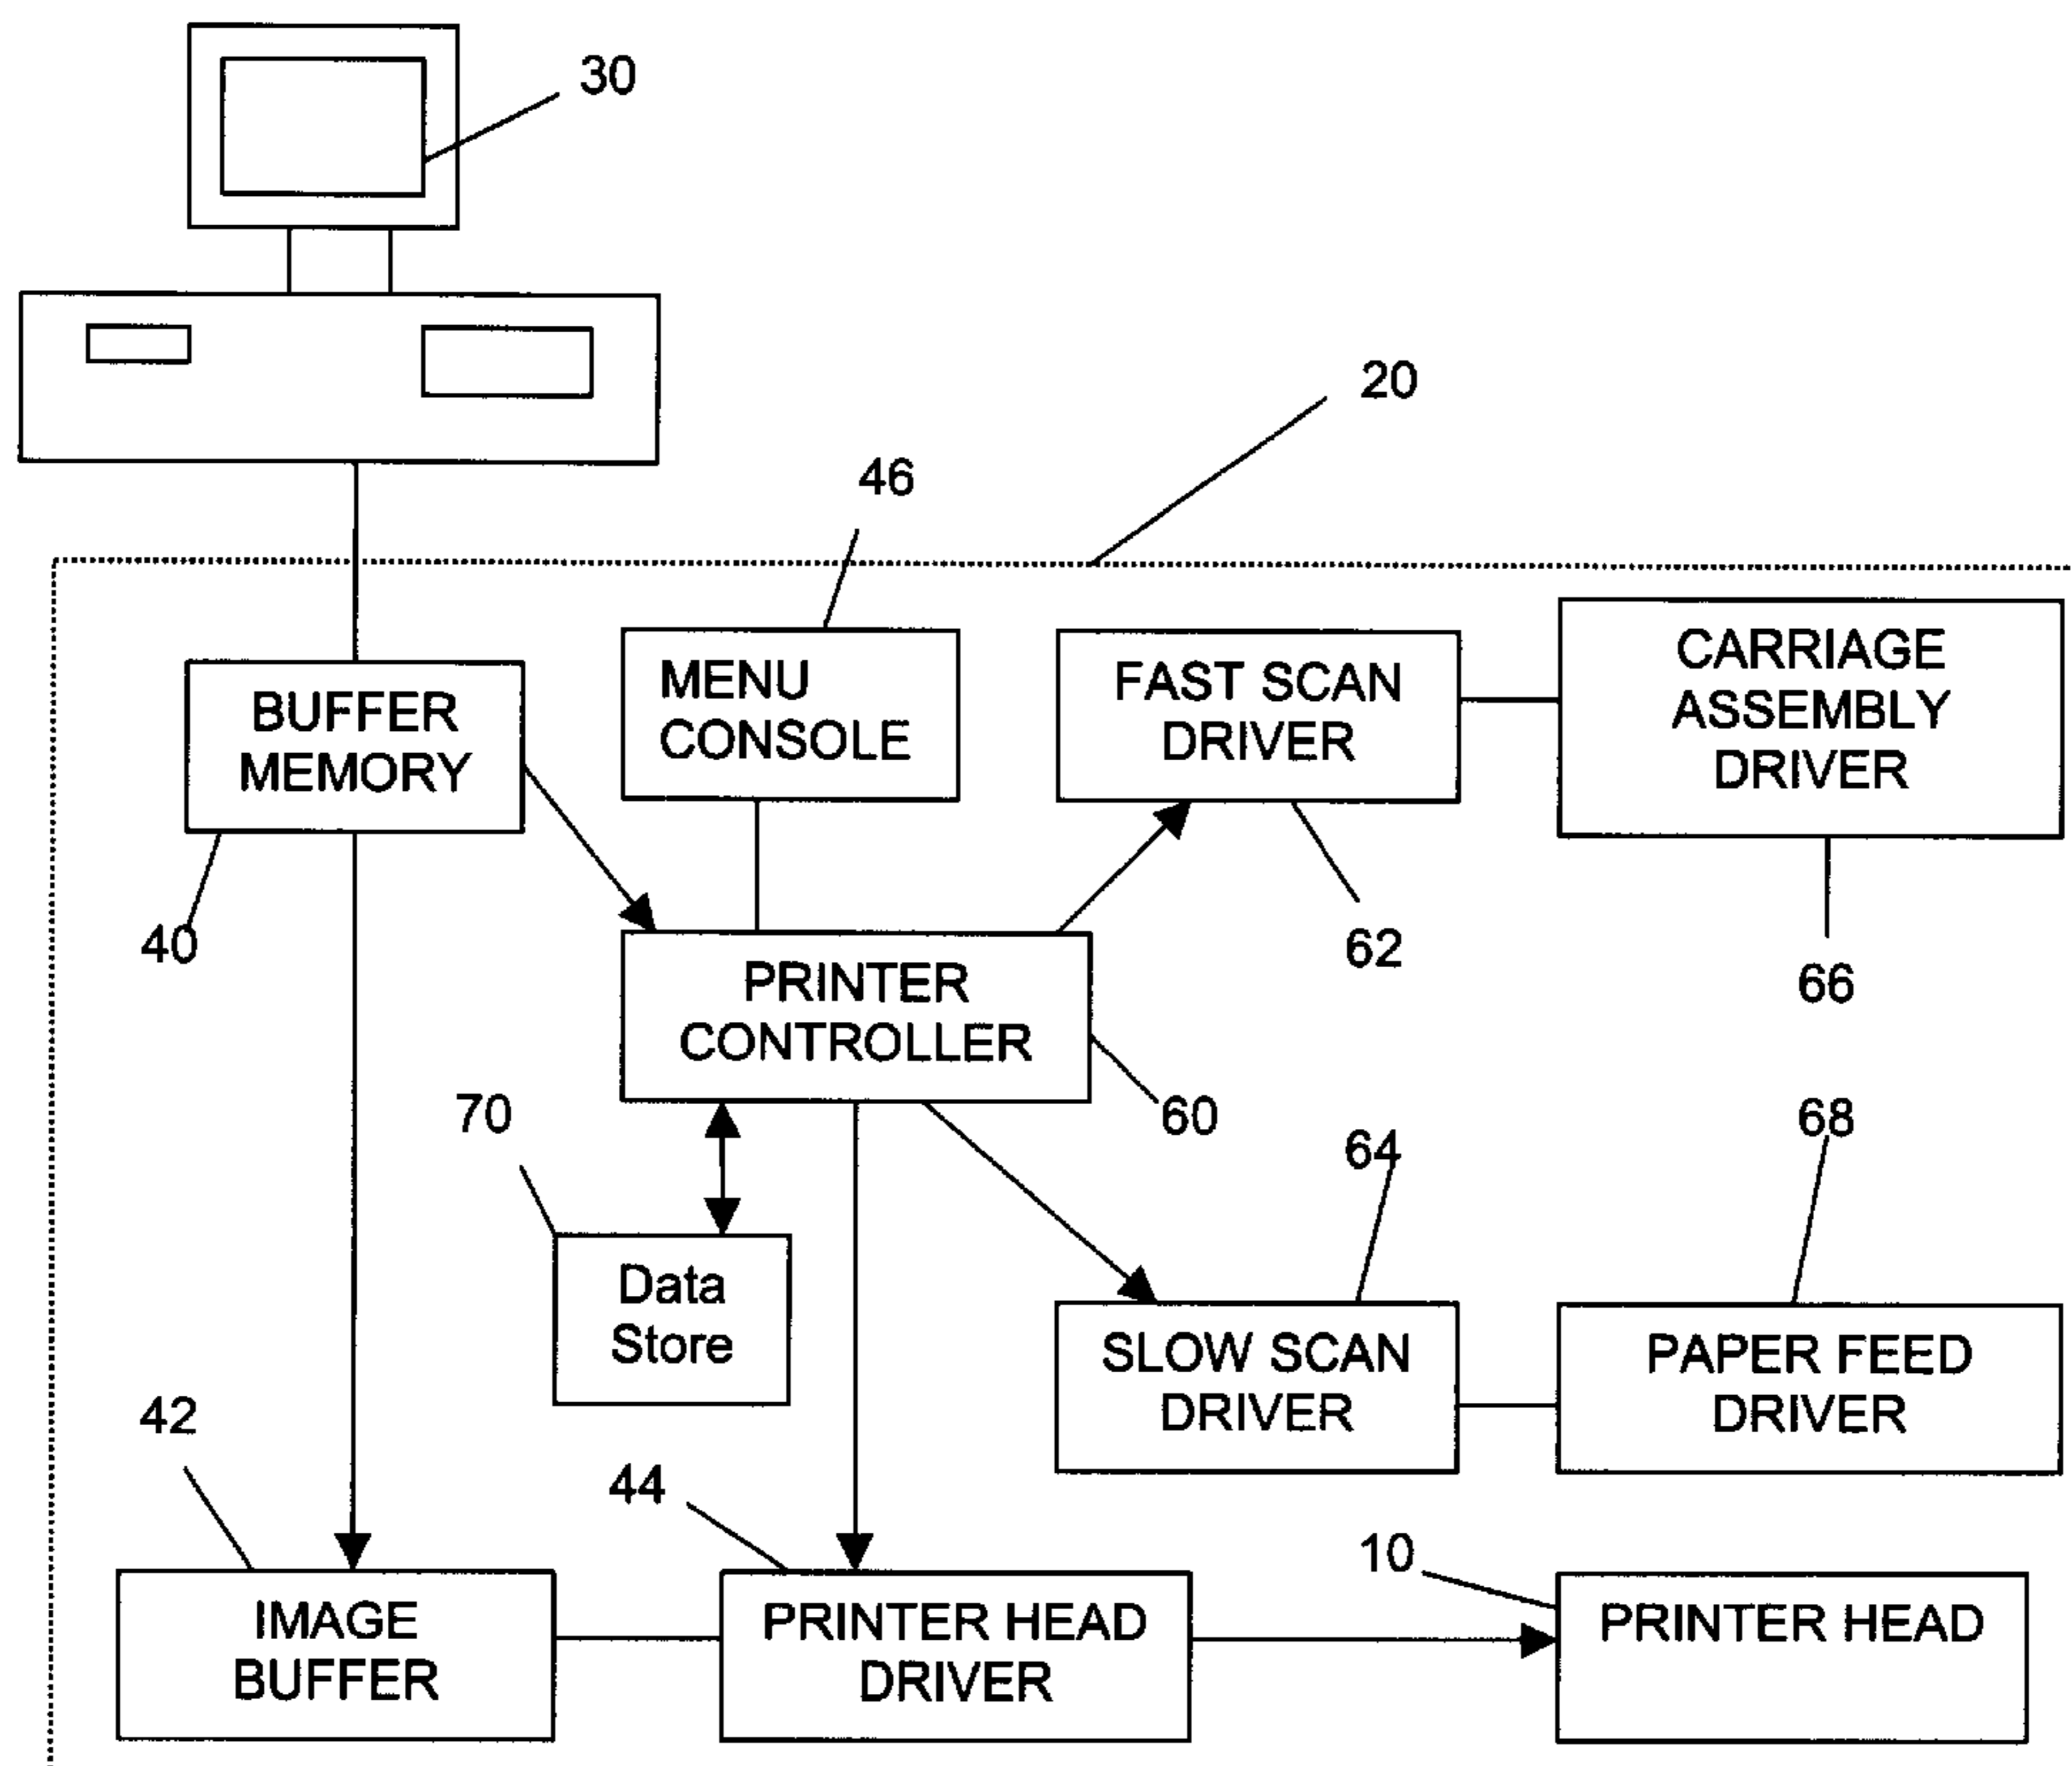 30
20
46
BUFFER
MEMORY
MENU
CONSOLE
FAST SCAN
DRIVER
CARRIAGE
ASSEMBLY
DRIVER
40
62
66
PRINTER
CONTROLLER
70
60
64
68
Data
Store
SLOW SCAN
DRIVER
PAPER FEED
DRIVER
42
44
10
IMAGE
BUFFER
PRINTER HEAD
DRIVER
PRINTER HEAD